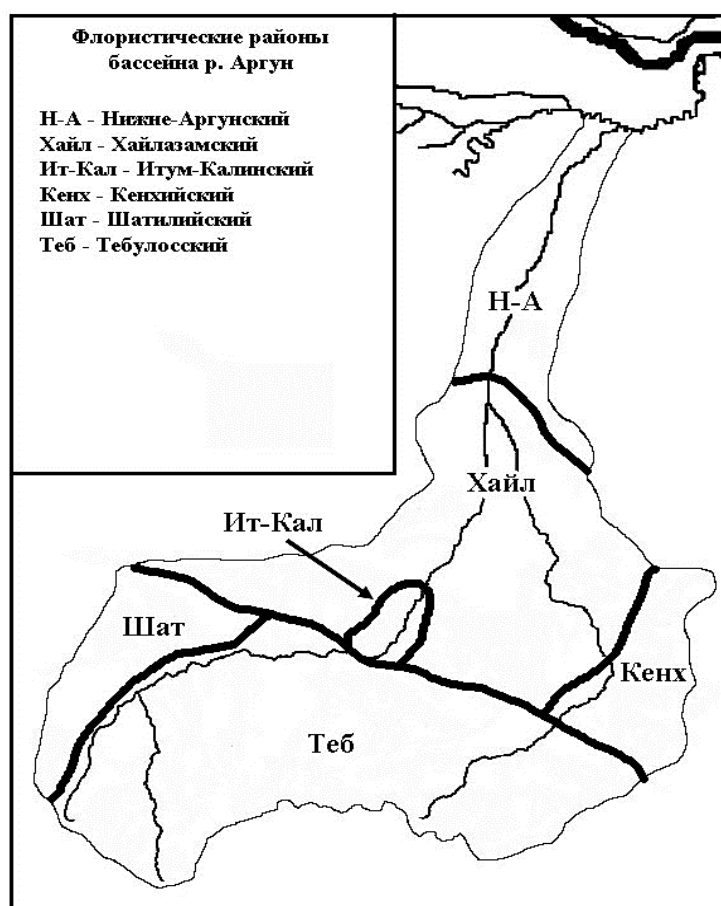 Флористические районы
бассейна р. Аргун
Н-А - Нижне-Аргунский
Хайл - Хайлазамский
Ит-Кал - Итум-Калинский
Кенх - Кенхийский
Шат - Шатилийский
Теб - Тебулосский
Н-А
Хайл
Ит-Кал
Шат
Кенх
Теб